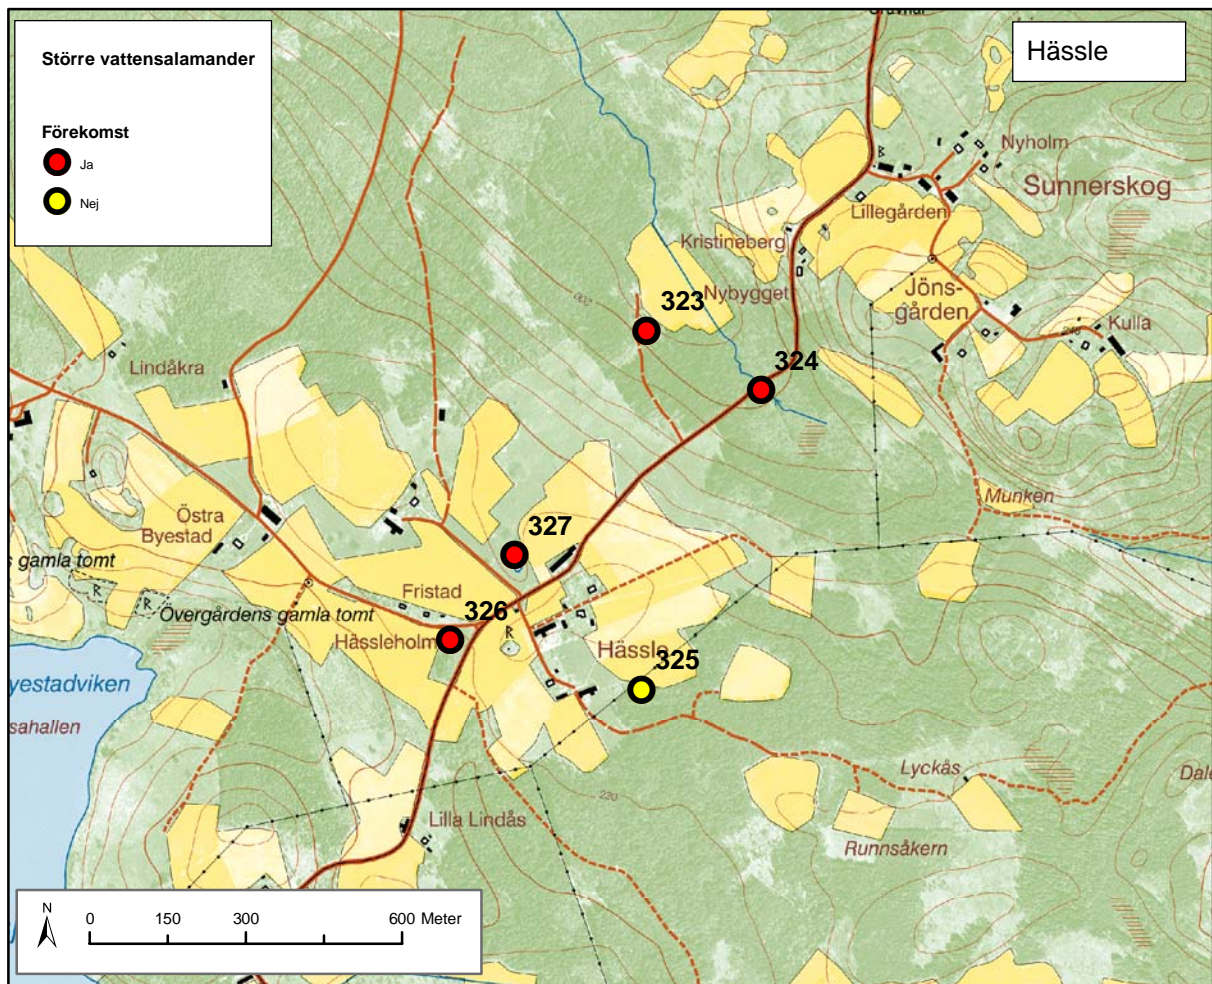 Större vattensalamander
Förekomst
Ja
Nej
Hässle
Nyholm
Sunnerskog
Lillegården
Kristineberg
Nybygget
Jöns-
gården
Kulla
323
324
Lindåkra
Munken
Östra
Byestad
327
gamla tomt
Fristad
Övergårdens gamla tomt
326
R
R
R
Hässleholm
Hässle
325
yestadviken
sahallen
Lyckås
Dale
220
Lilla Lindås
Runnsåkern
N
0
150
300
600 Meter